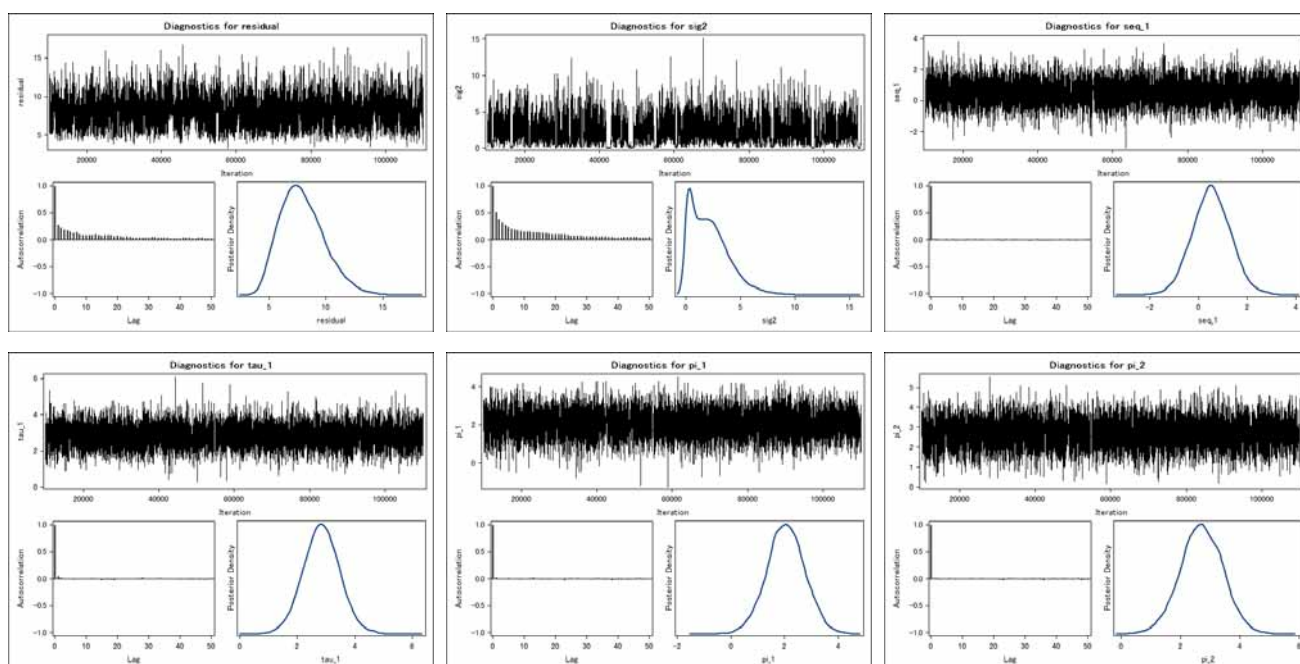 Diagnostics for residual
residual
15
10
5
20000 40000 60000 80000 100000
Iteration
Autocorrelation
1.0
0.5
0.0
-0.5
-1.0
0 10 20 30 40 50
Lag
Posterior Density
5 10 15
residual
Diagnostics for sig2
sig2
15
10
5
0
20000 40000 60000 80000 100000
Iteration
Autocorrelation
1.0
0.5
0.0
-0.5
-1.0
0 10 20 30 40 50
Lag
Posterior Density
0 5 10 15
sig2
Diagnostics for seq_1
seq_1
4
2
0
-2
20000 40000 60000 80000 100000
Iteration
Autocorrelation
1.0
0.5
0.0
-0.5
-1.0
0 10 20 30 40 50
Lag
Posterior Density
-2 0 2 4
seq_1
Diagnostics for tau_1
tau_1
6
4
2
0
20000 40000 60000 80000 100000
Iteration
Autocorrelation
1.0
0.5
0.0
-0.5
-1.0
0 10 20 30 40 50
Lag
Posterior Density
0 2 4 6
tau_1
Diagnostics for pi_1
pi_1
4
2
0
20000 40000 60000 80000 100000
Iteration
Autocorrelation
1.0
0.5
0.0
-0.5
-1.0
0 10 20 30 40 50
Lag
Posterior Density
-2 0 2 4
pi_1
Diagnostics for pi_2
pi_2
5
4
3
2
1
0
20000 40000 60000 80000 100000
Iteration
Autocorrelation
1.0
0.5
0.0
-0.5
-1.0
0 10 20 30 40 50
Lag
Posterior Density
0 2 4 6
pi_2